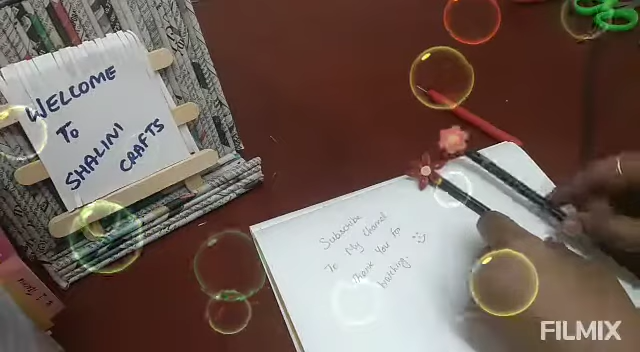 WELCOME
TO
SHALINI
CRAFTS
Subscribe
To My Channel
Thank You For
Watching.
FILMIX